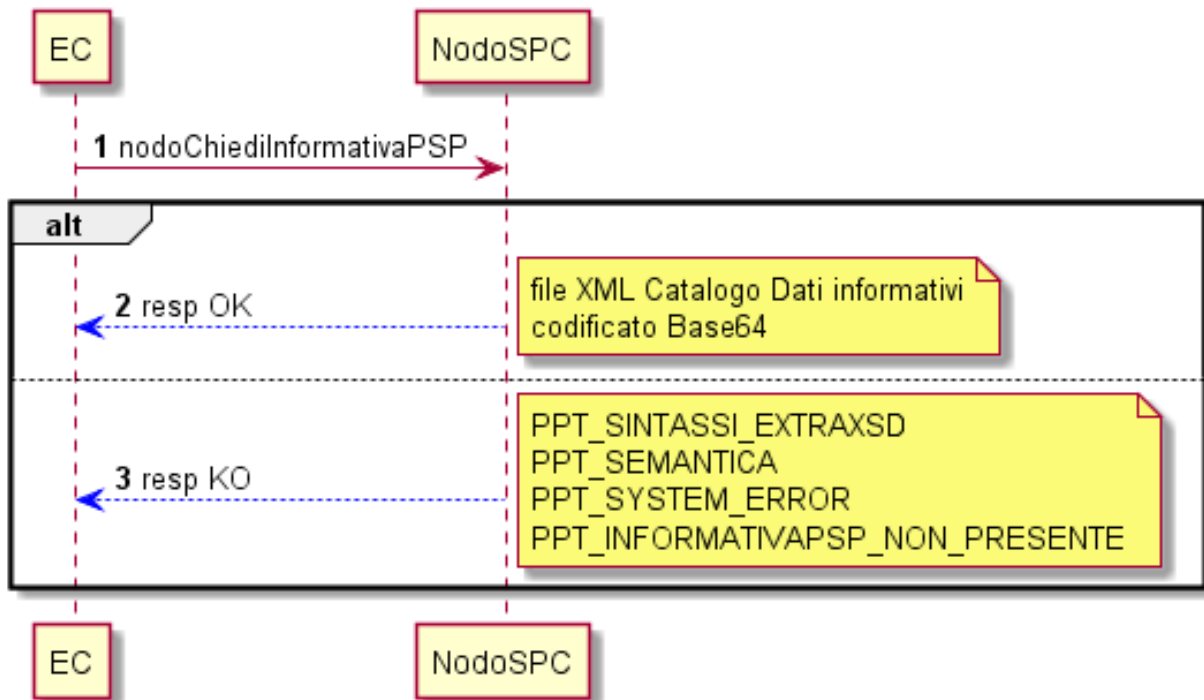 EC
NodoSPC
1 nodoChiediInformativaPSP
alt
2 resp OK
file XML Catalogo Dati informativi
codificato Base64
3 resp KO
PPT_SINTASSI_EXTRAXSD
PPT_SEMANTICA
PPT_SYSTEM_ERROR
PPT_INFORMATIVAPSP_NON_PRESENTE
EC
NodoSPC